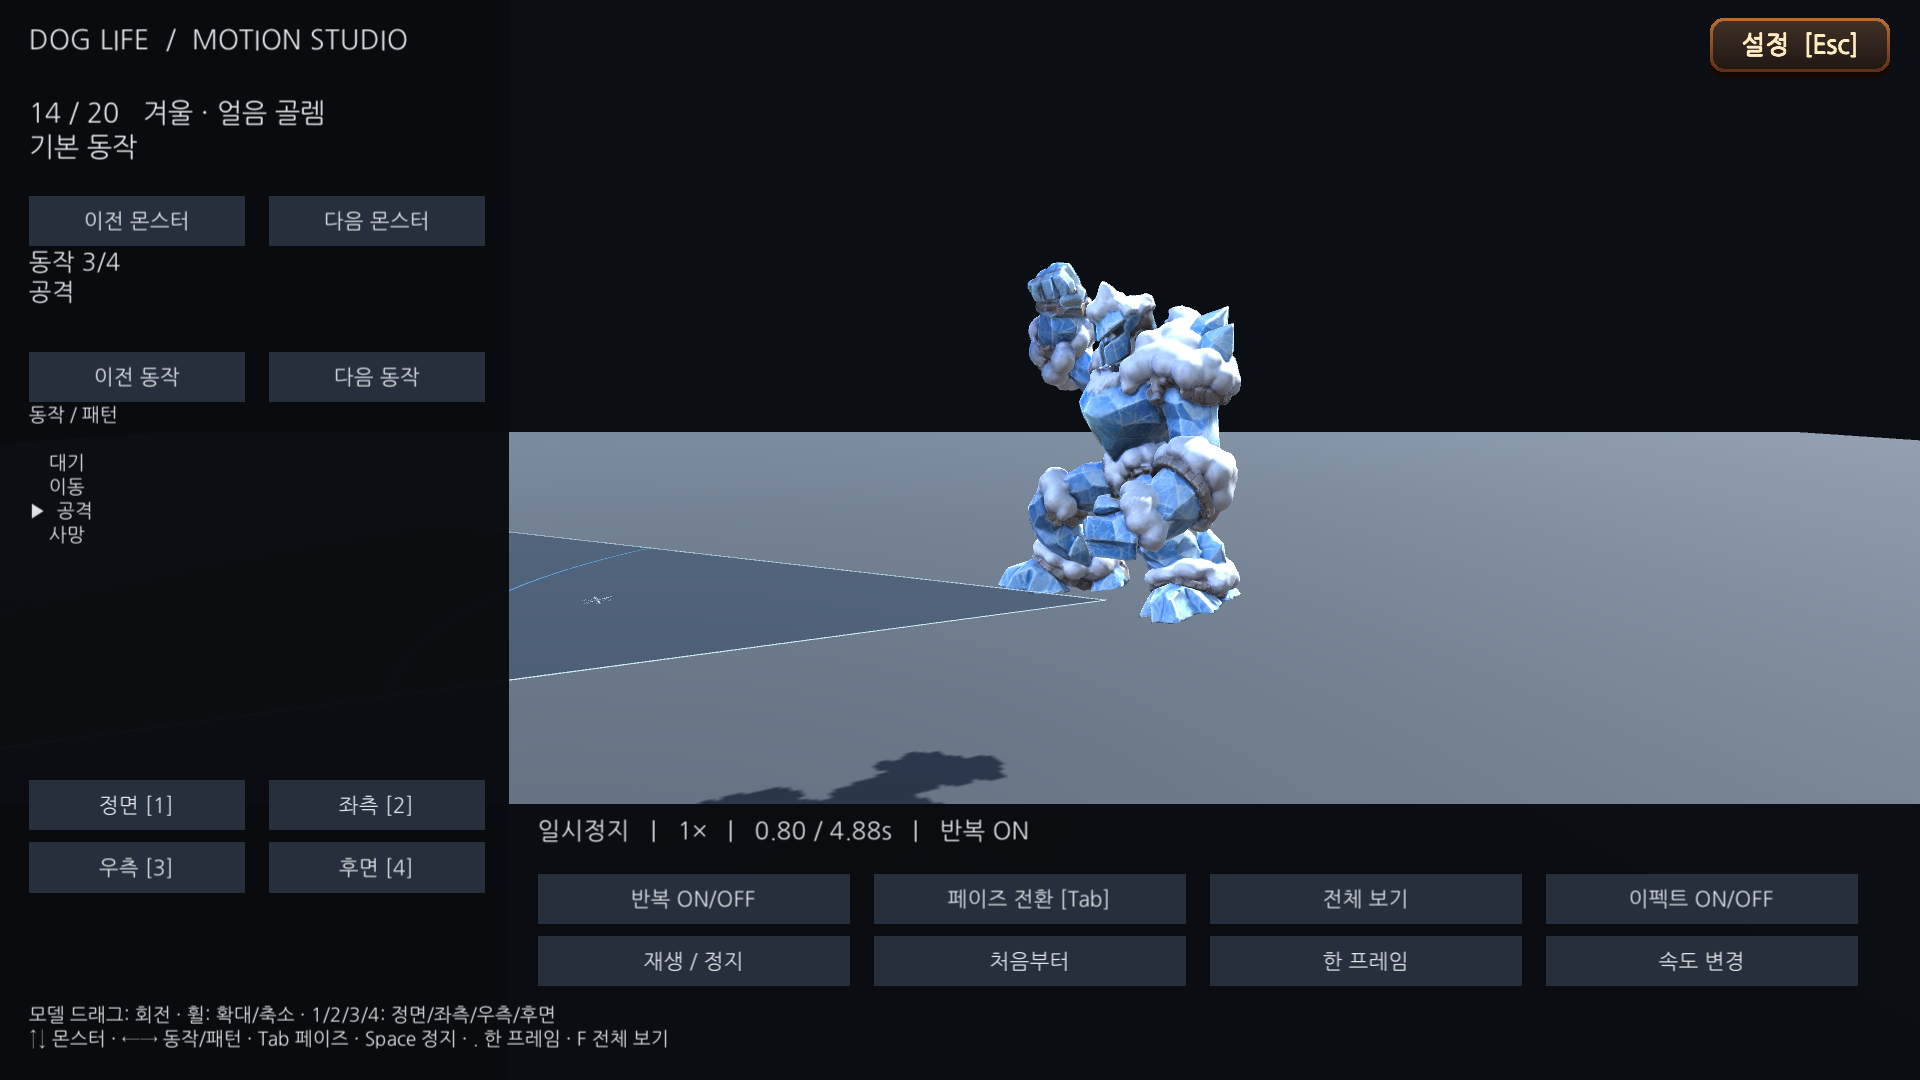 DOG LIFE / MOTION STUDIO
설정 [Esc]
14 / 20 겨울 · 얼음 골렘
기본 동작
이전 몬스터
다음 몬스터
동작 3/4
공격
이전 동작
다음 동작
동작 / 패턴
대기
이동
▶ 공격
사망
정면 [1]
좌측 [2]
우측 [3]
후면 [4]
일시정지 | 1× | 0.80 / 4.88s | 반복 ON
반복 ON/OFF
페이즈 전환 [Tab]
전체 보기
이펙트 ON/OFF
재생 / 정지
처음부터
한 프레임
속도 변경
모델 드래그: 회전 · 휠: 확대/축소 · 1/2/3/4: 정면/좌측/우측/후면
↑↓ 몬스터 · ←→ 동작/패턴 · Tab 페이즈 · Space 정지 · . 한 프레임 · F 전체 보기